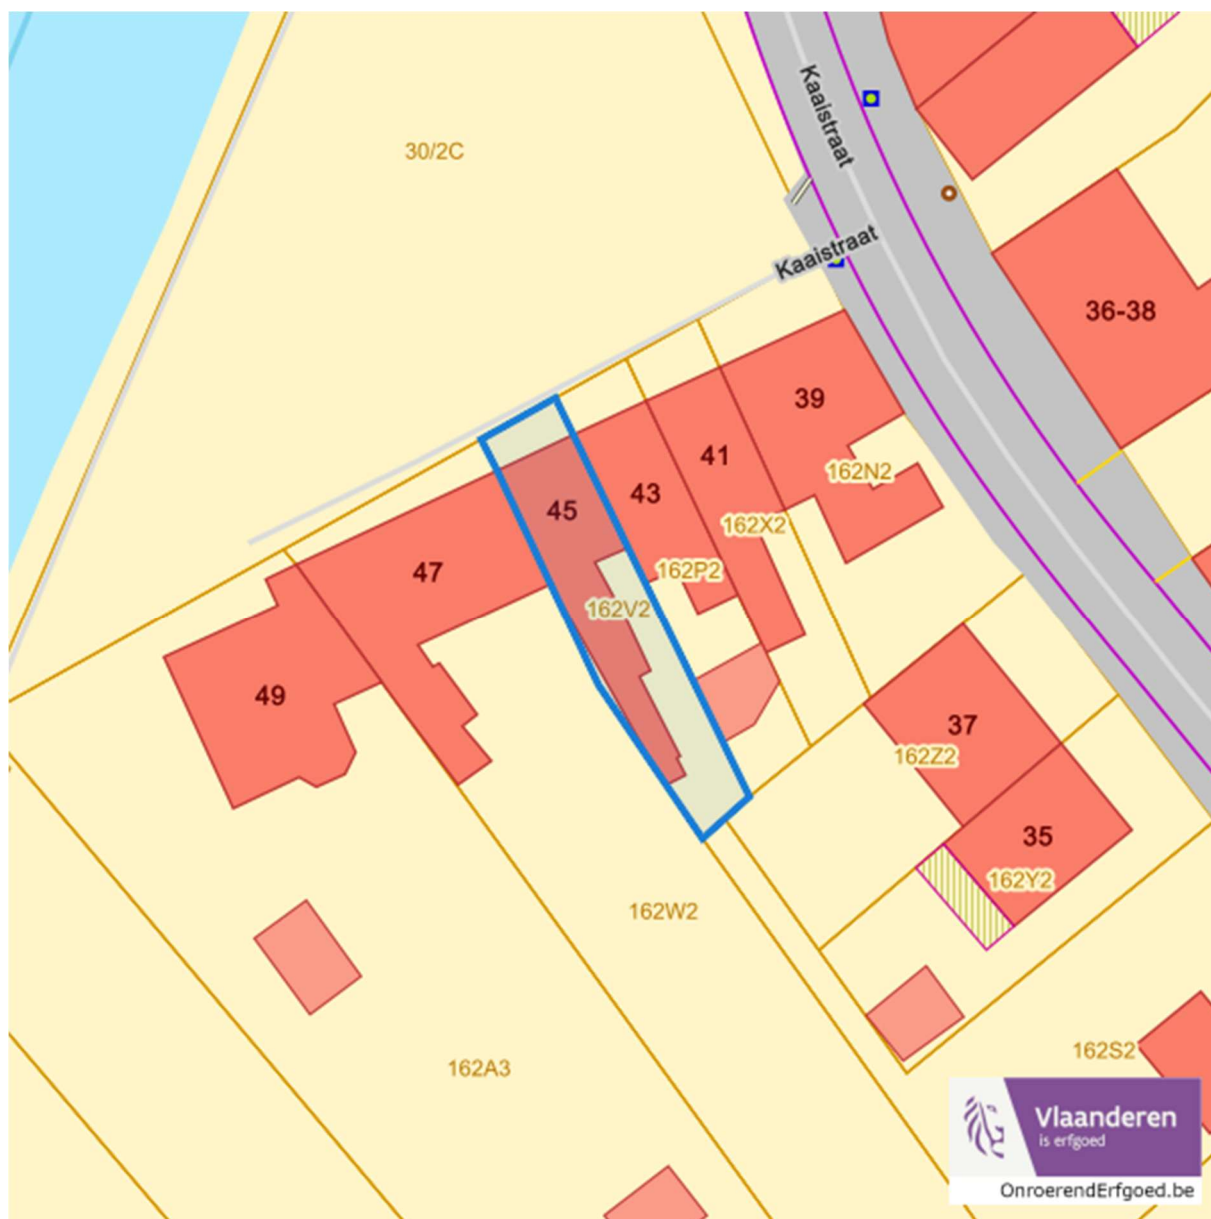 Kaaistraat
30/2C
Kaaistraat
36-38
39
41
162N2
43
45
162X2
47
162P2
162V2
49
37
162Z2
35
162Y2
162W2
162S2
162A3
Vlaanderen
is erfgoed
OnroerendErfgoed.be